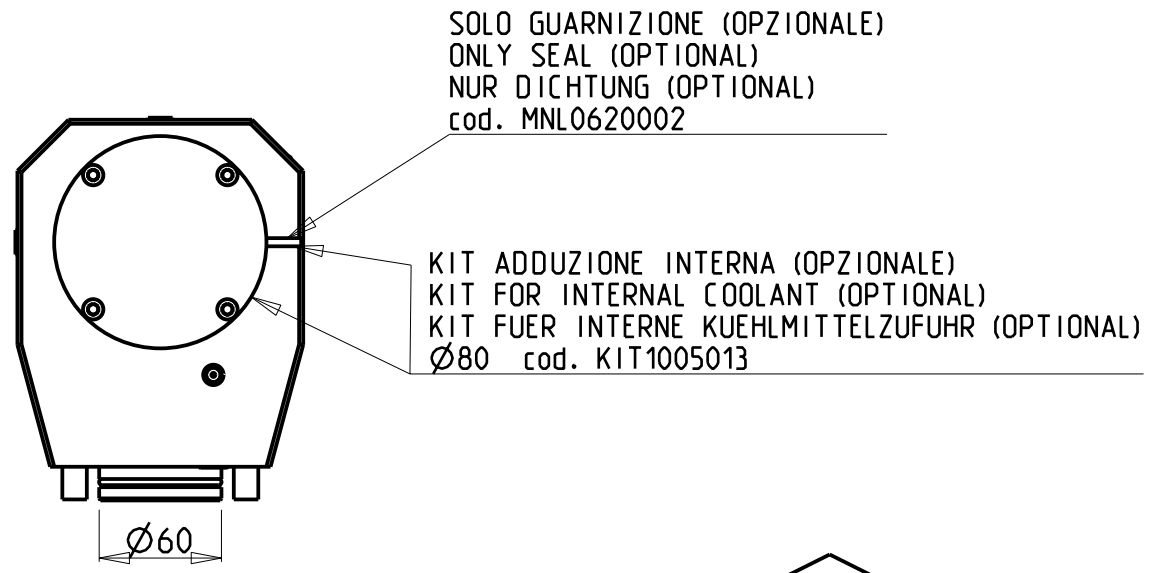 SOLO GUARNIZIONE (OPZIONALE)
ONLY SEAL (OPTIONAL)
NUR DICHTUNG (OPTIONAL)
cod. MNL0620002
KIT ADDUZIONE INTERNA (OPZIONALE)
KIT FOR INTERNAL COOLANT (OPTIONAL)
KIT FUER INTERNE KUEHLMITTELZUFUHR (OPTIONAL)
Ø80 cod. KIT1005013
Ø60